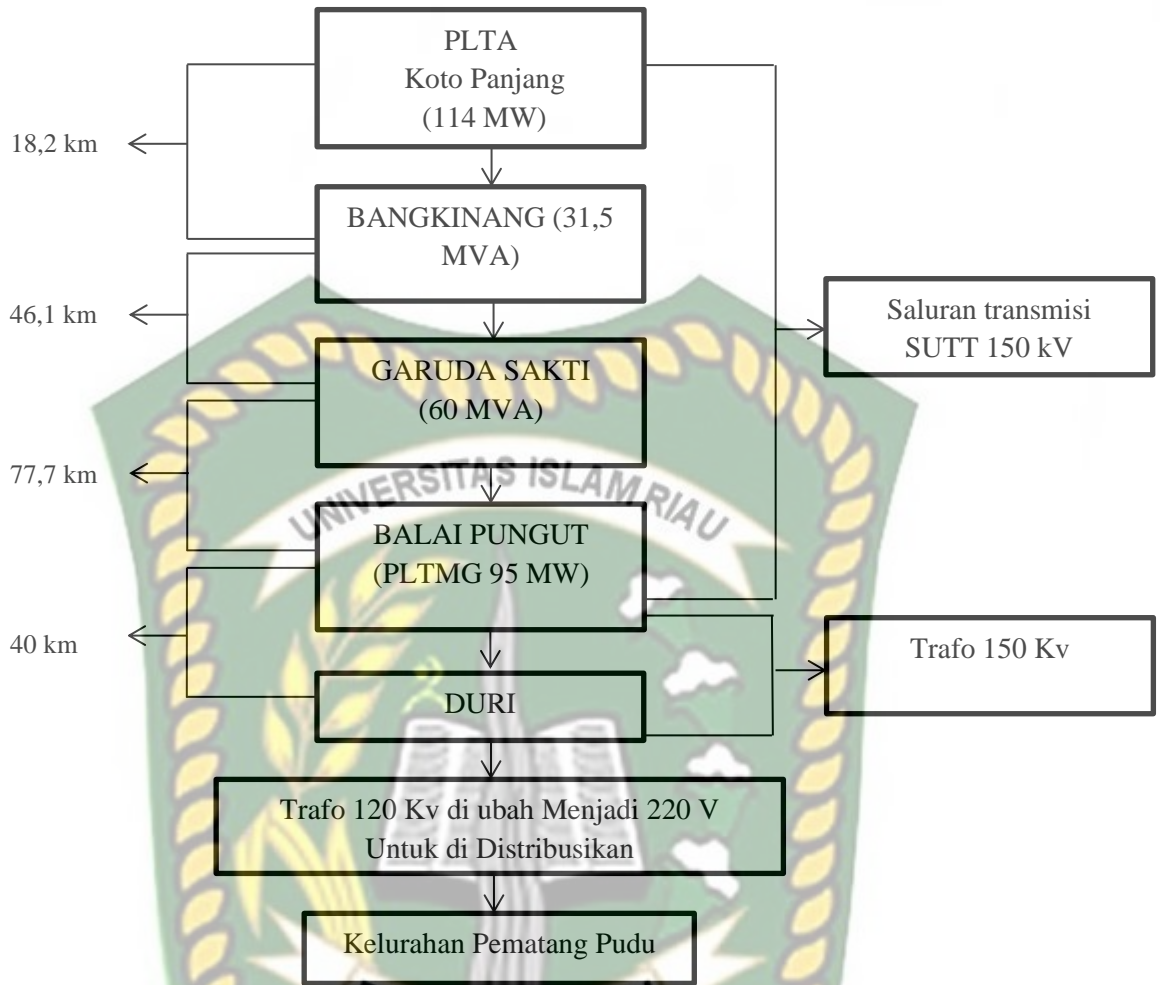 PLTA
Koto Panjang
(114 MW)
18,2 km
BANGKINANG (31,5
MVA)
46,1 km
Saluran transmisi
SUTT 150 kV
GARUDA SAKTI
(60 MVA)
77,7 km
UNIVERSITAS ISLAM RIAU
BALAI PUNGUT
(PLTMG 95 MW)
40 km
Trafo 150 Kv
DURI
Trafo 120 Kv di ubah Menjadi 220 V
Untuk di Distribusikan
Kelurahan Pematang Pudu